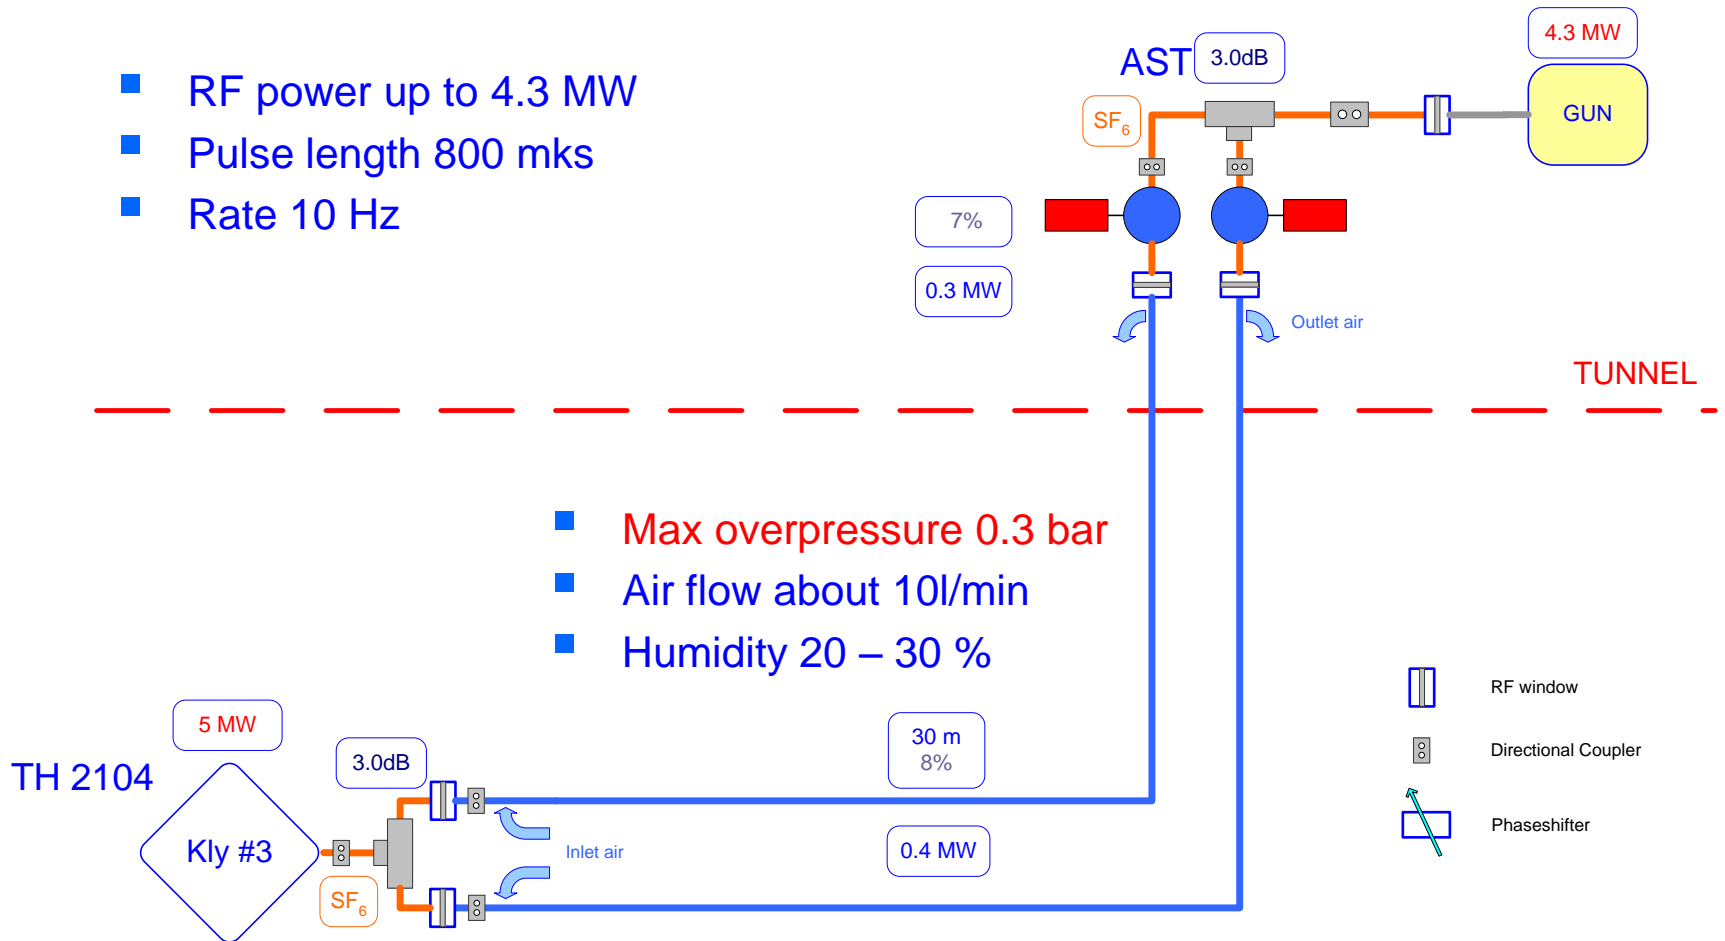 RF power up to 4.3 MW
Pulse length 800 mks
Rate 10 Hz
AST
3.0dB
4.3 MW
SF6
GUN
7%
0.3 MW
Outlet air
TUNNEL
Max overpressure 0.3 bar
Air flow about 10l/min
Humidity 20 – 30 %
5 MW
TH 2104
3.0dB
30 m
8%
Kly #3
Inlet air
0.4 MW
SF6
RF window
Directional Coupler
Phaseshifter